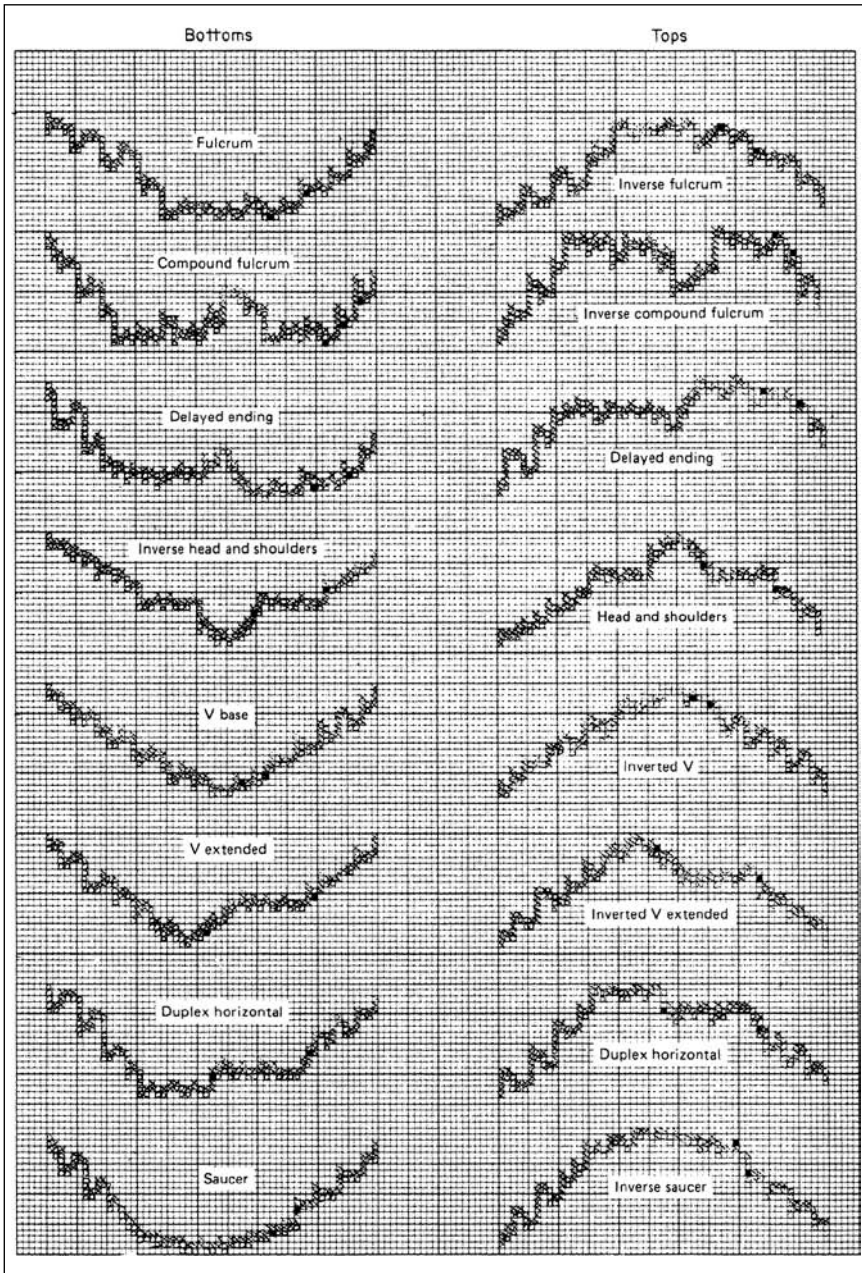 Bottoms
Tops
Fulcrum
Inverse fulcrum
Compound fulcrum
Inverse compound fulcrum
Delayed ending
Delayed ending
Inverse head and shoulders
Head and shoulders
V base
Inverted V
V extended
Inverted V extended
Duplex horizontal
Duplex horizontal
Saucer
Inverse saucer